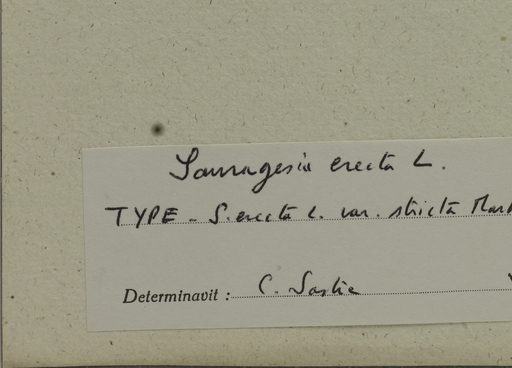 Sauvagesia erecta L.
TYPE - S. erecta L. var. stricta
Determinavit : C. Sastre